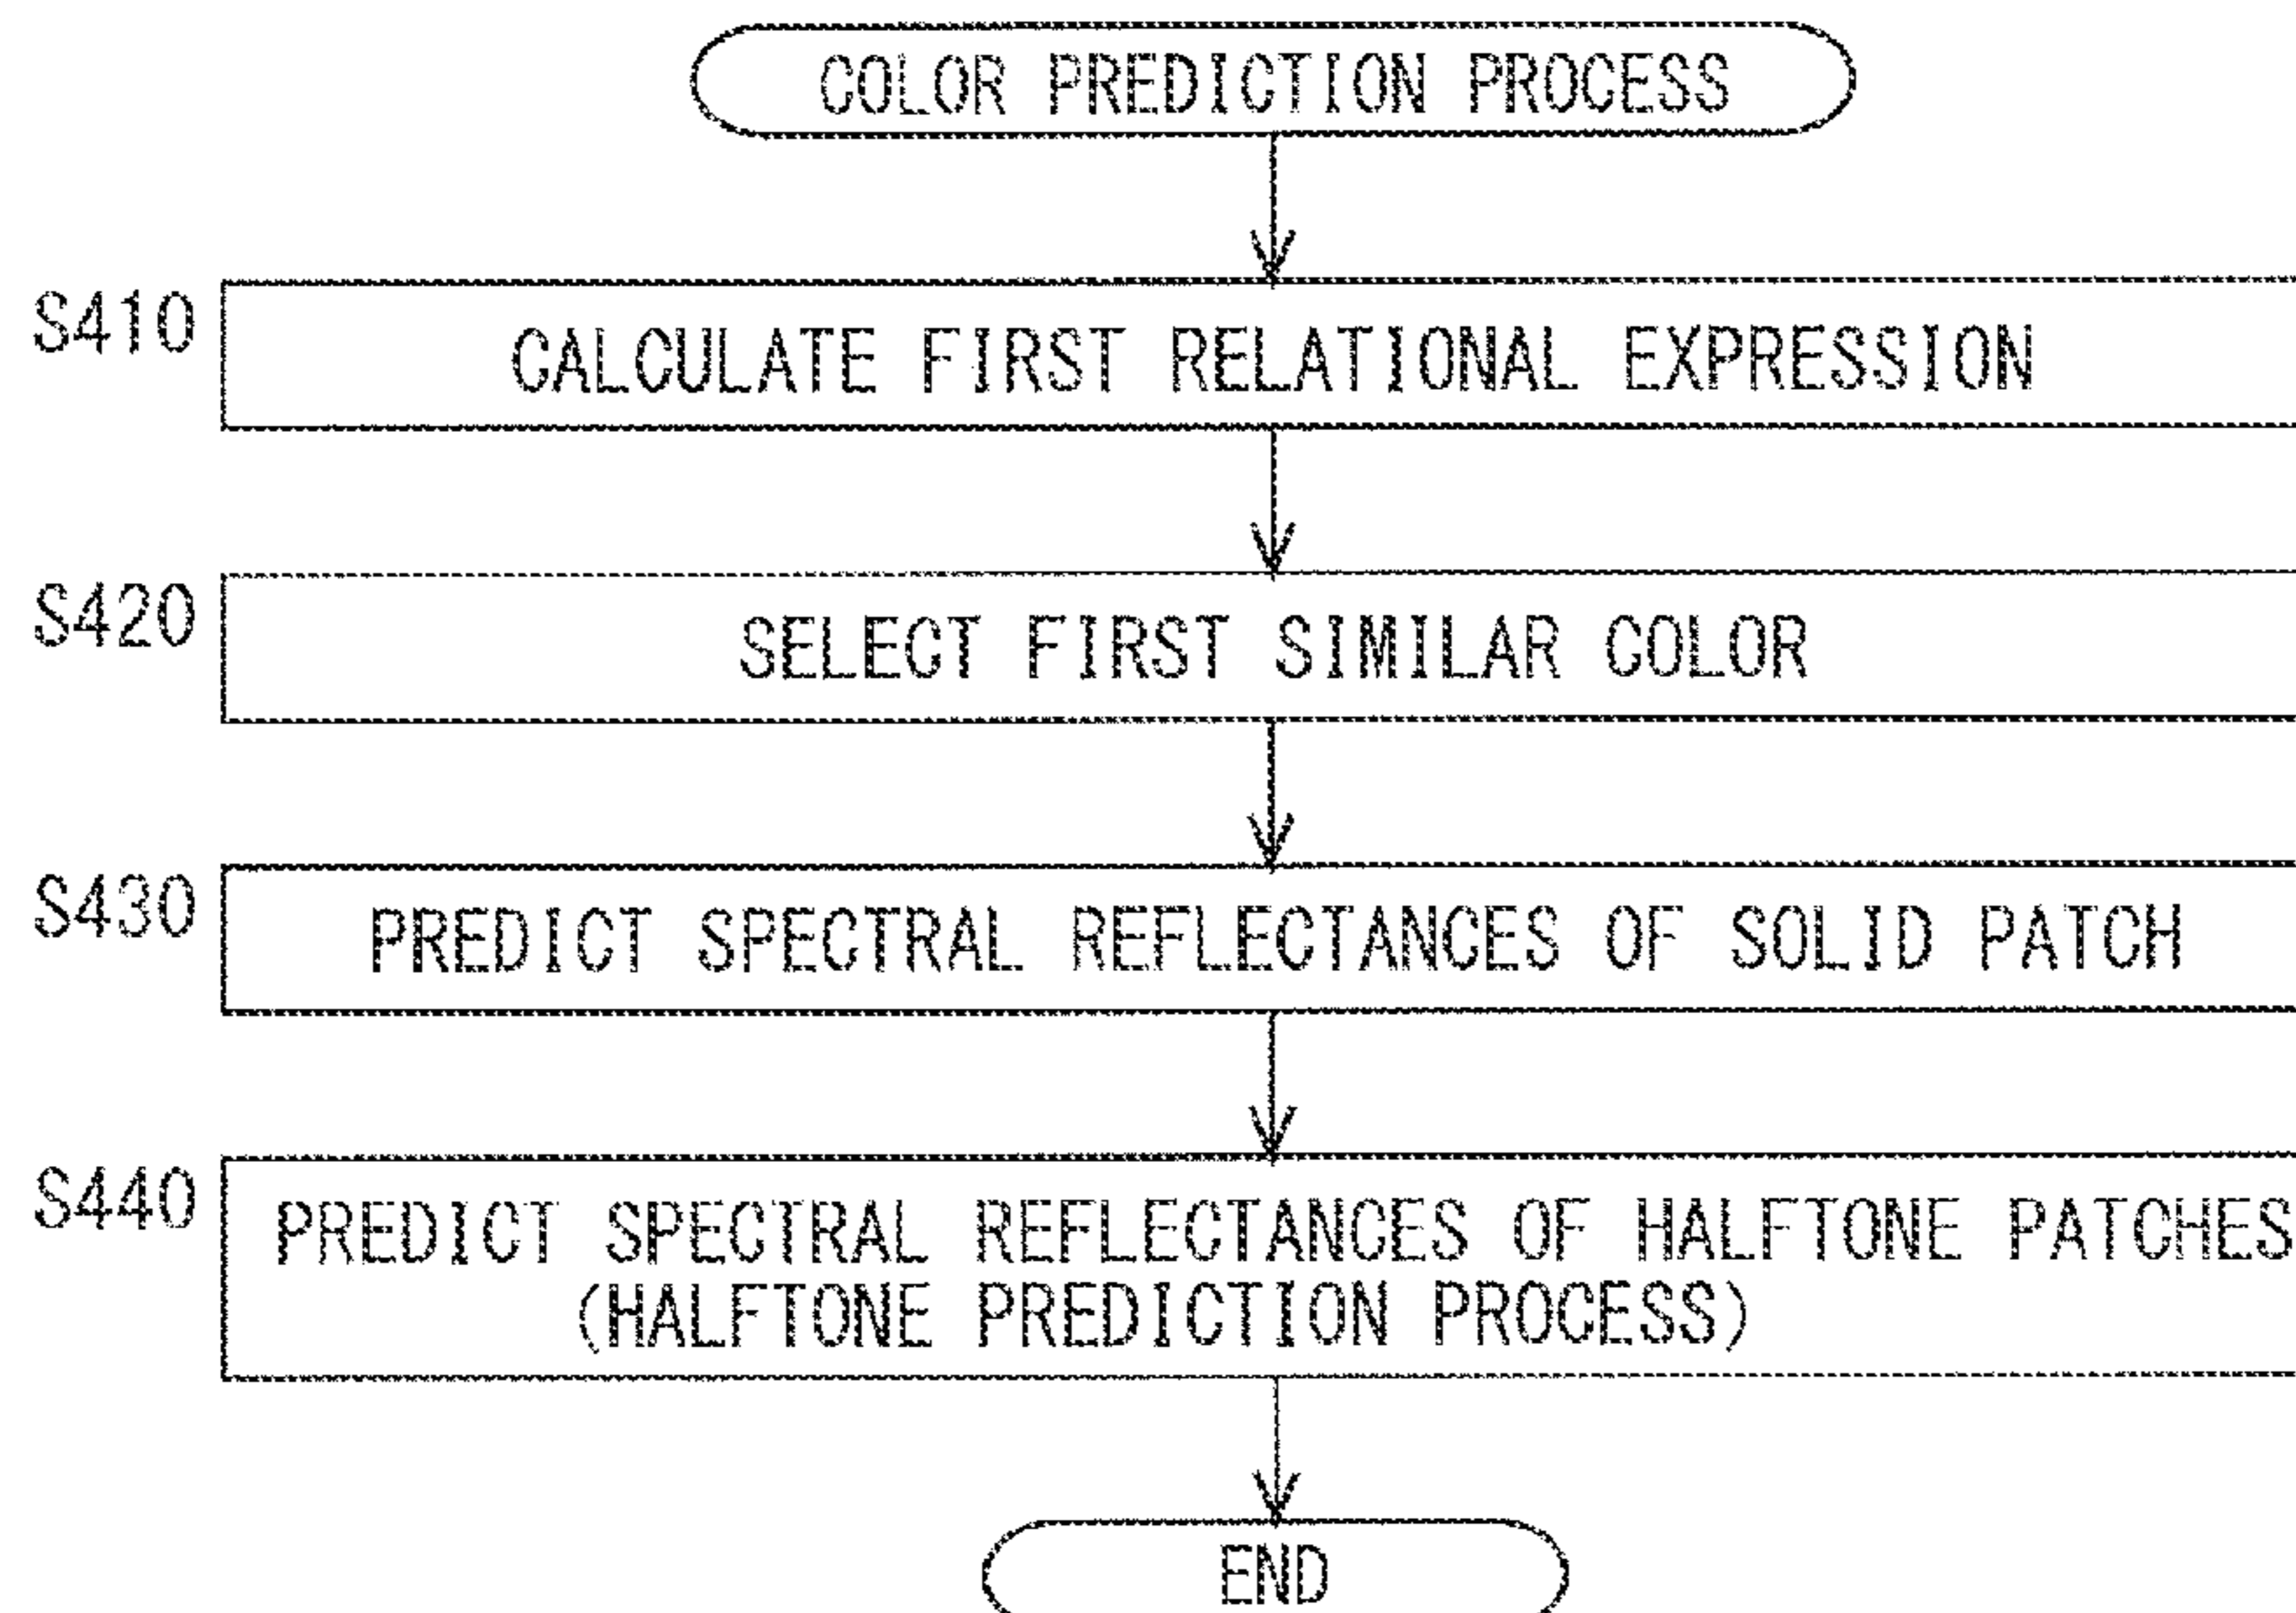 COLOR PREDICTION PROCESS
S410
CALCULATE FIRST RELATIONAL EXPRESSION
S420
SELECT FIRST SIMILAR COLOR
S430
PREDICT SPECTRAL REFLECTANCES OF SOLID PATCH
S440
PREDICT SPECTRAL REFLECTANCES OF HALFTONE PATCHES
(HALFTONE PREDICTION PROCESS)
END